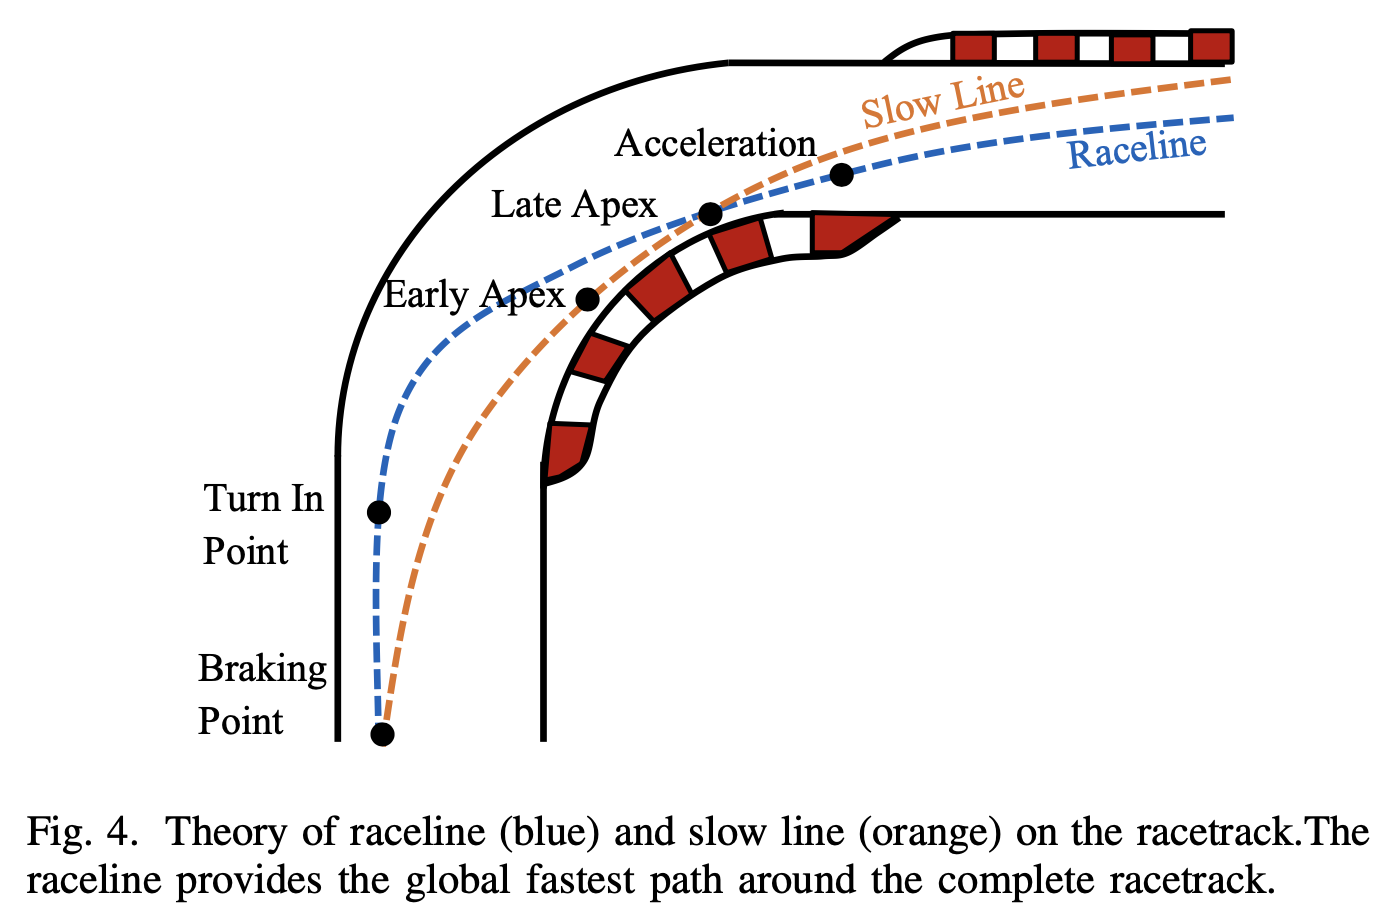 Slow Line
Acceleration
Raceline
Late Apex
Early Apex
Turn In
Point
Braking
Point
Fig. 4. Theory of raceline (blue) and slow line (orange) on the racetrack.The
raceline provides the global fastest path around the complete racetrack.